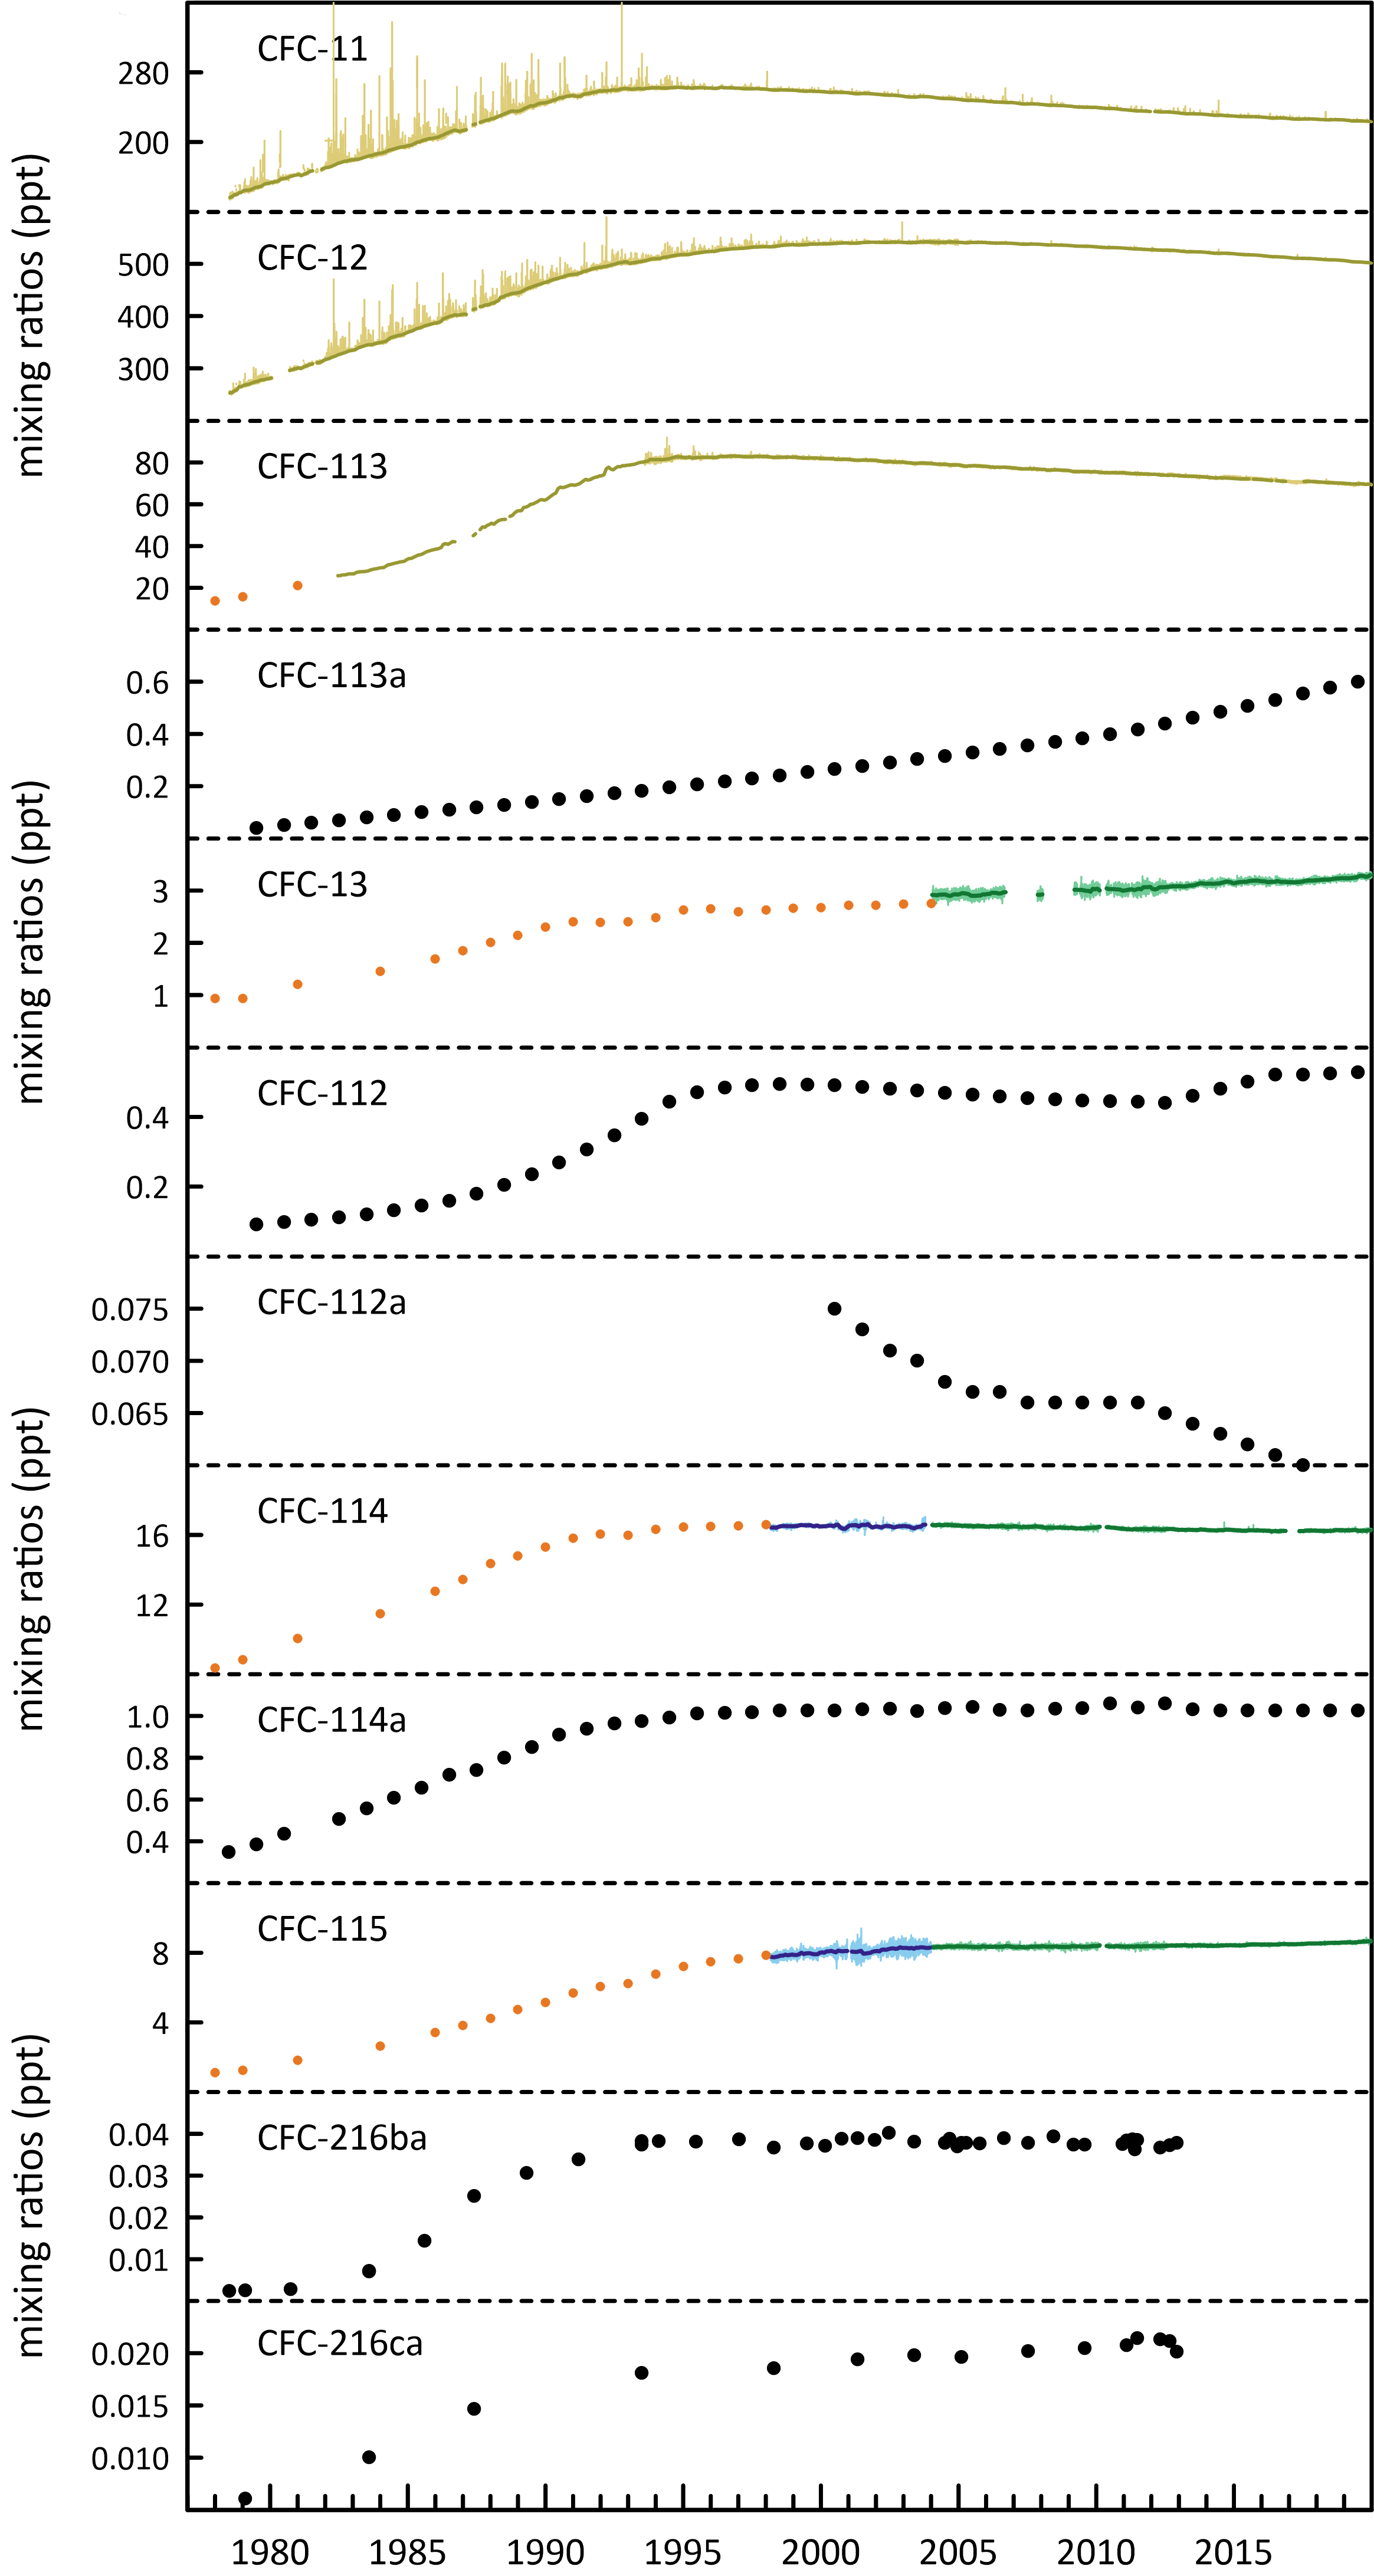 CFC-11
280
200
mixing ratios (ppt)
CFC-12
500
400
300
CFC-113
80
60
40
20
CFC-113a
0.6
0.4
0.2
mixing ratios (ppt)
CFC-13
3
2
1
CFC-112
0.4
0.2
CFC-112a
0.075
0.070
0.065
mixing ratios (ppt)
CFC-114
16
12
CFC-114a
1.0
0.8
0.6
0.4
CFC-115
8
4
mixing ratios (ppt)
CFC-216ba
0.04
0.03
0.02
0.01
CFC-216ca
0.020
0.015
0.010
1980 1985 1990 1995 2000 2005 2010 2015